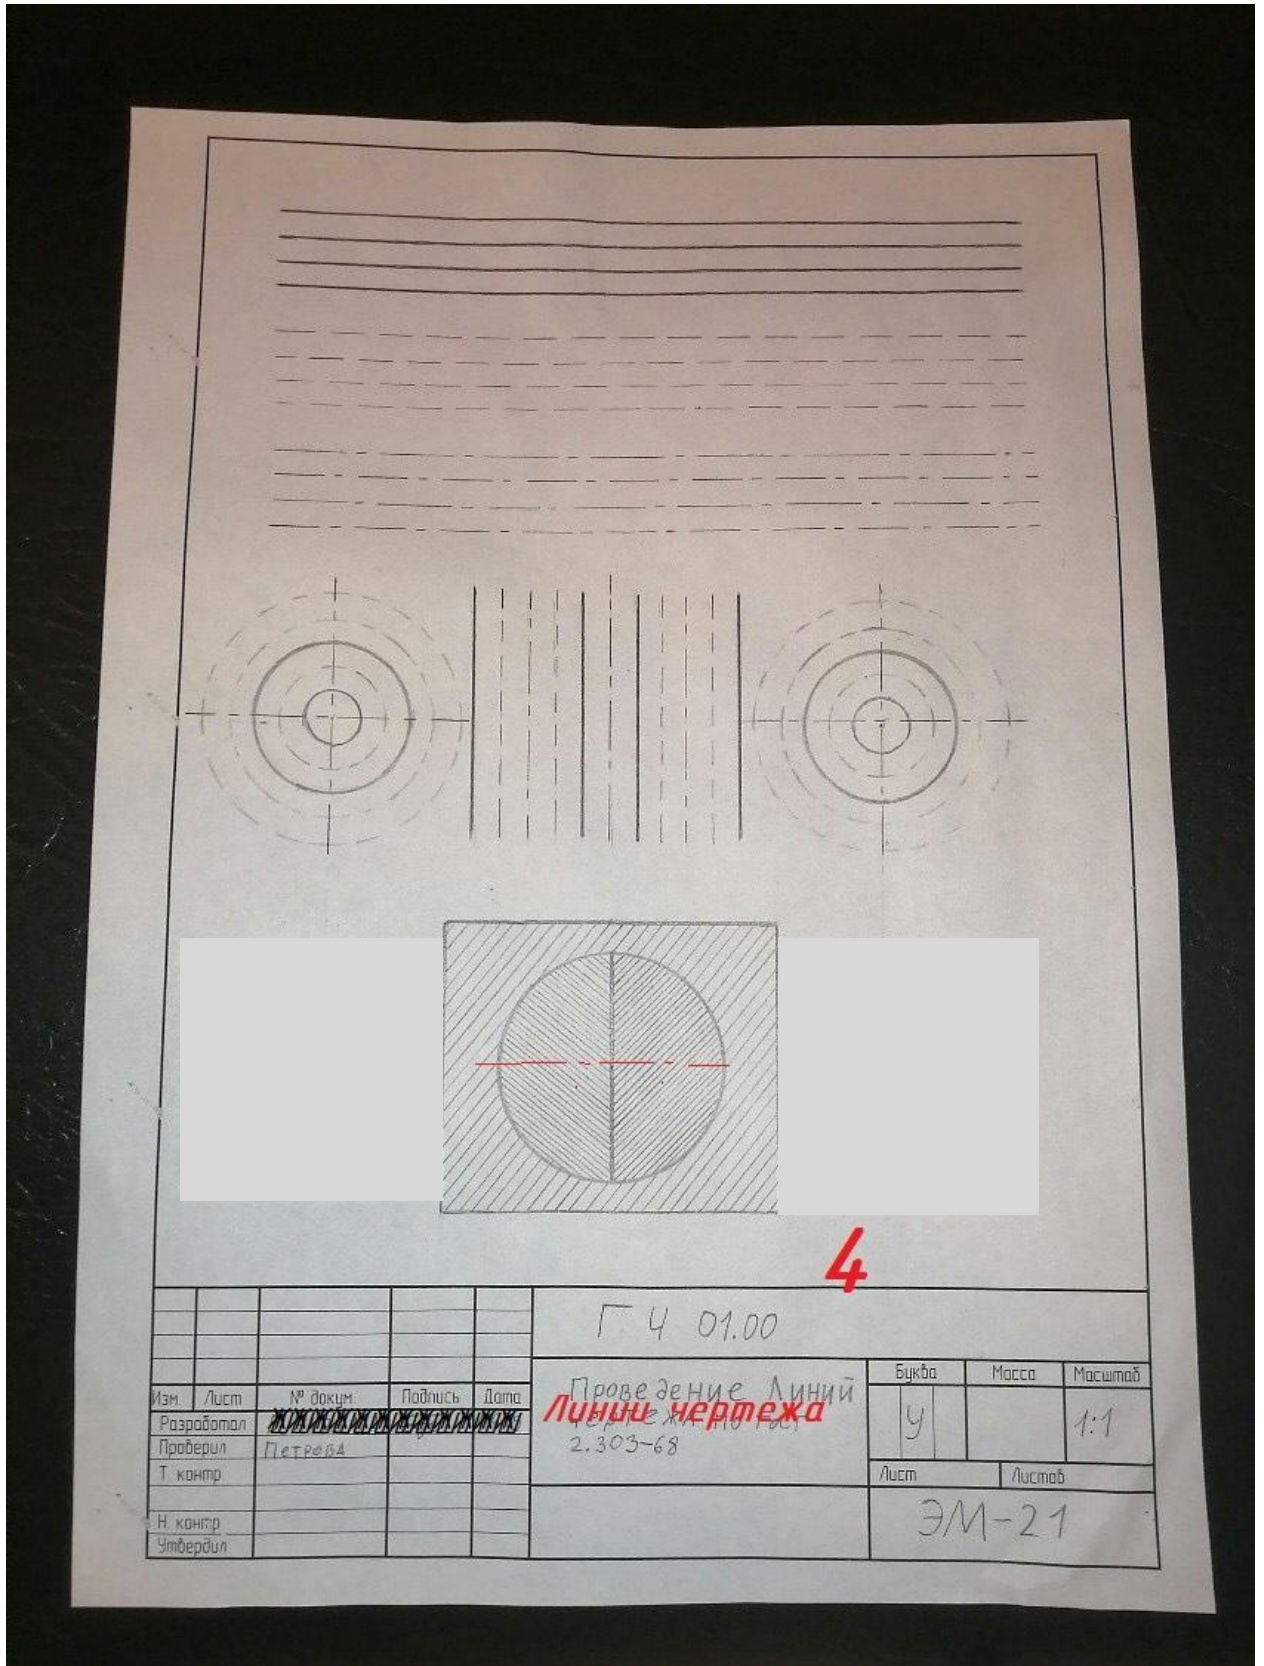 4
Г Ч 01.00
Буква Масса Масштаб
Изм. Лист № докум. Подпись Дата
Проведение Линий
Линии чертежа
У 1:1
Разработал
Проверил Петрова
2.303-68
Т. контр Лист Листов
Н. контр ЭМ-21
Утвердил